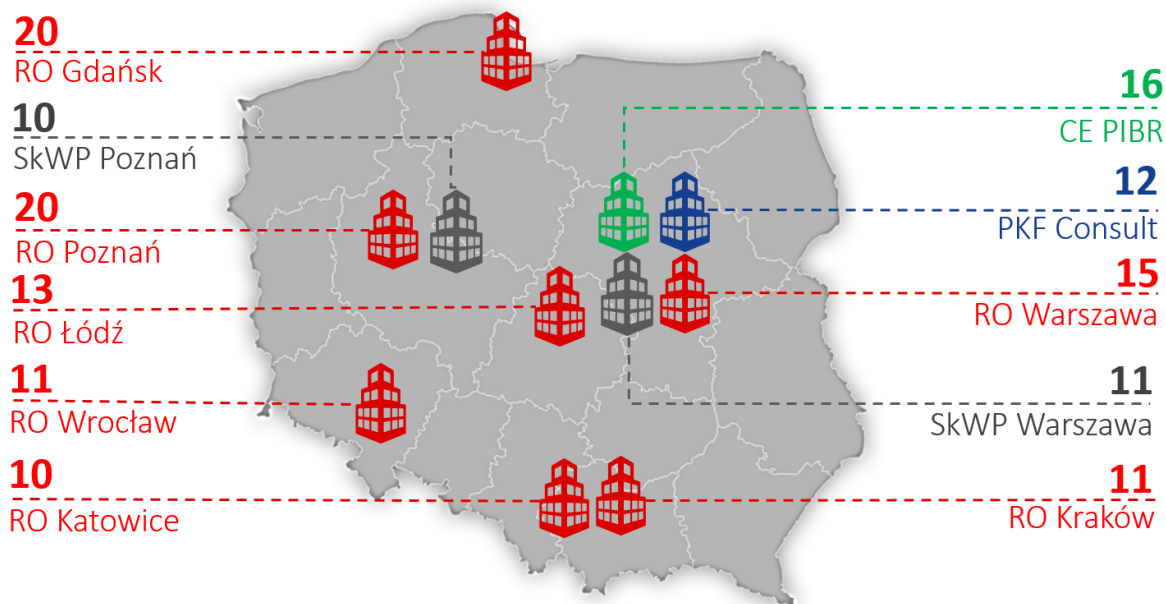 20
RO Gdańsk
10
SkWP Poznań
20
RO Poznań
13
RO Łódź
11
RO Wrocław
10
RO Katowice
16
CE PIBR
12
PKF Consult
15
RO Warszawa
11
SkWP Warszawa
11
RO Kraków